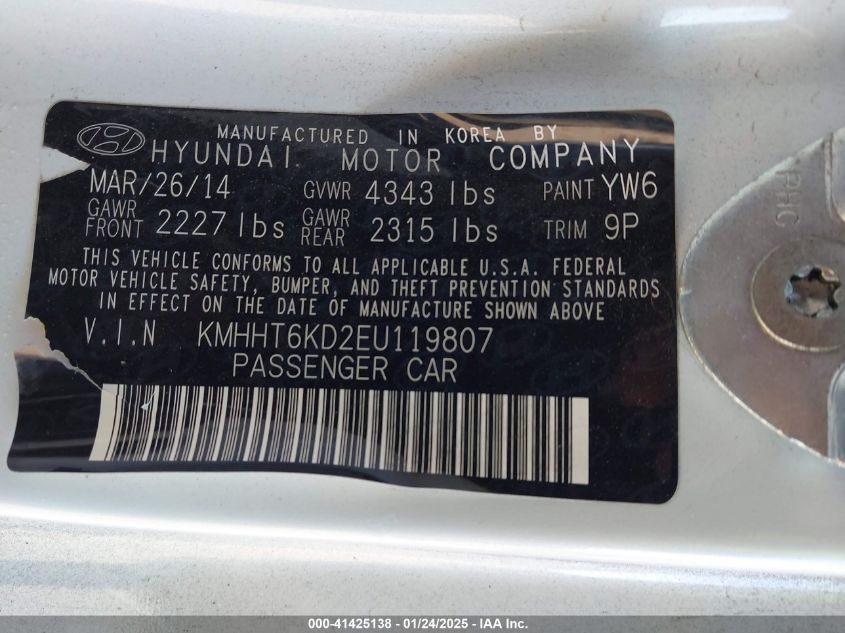 MANUFACTURED IN KOREA BY
HYUNDAI MOTOR COMPANY
MAR/26/14 GVWR 4343 lbs PAINT YW6
GAWR FRONT 2227 lbs GAWR REAR 2315 lbs TRIM 9P
THIS VEHICLE CONFORMS TO ALL APPLICABLE U.S.A. FEDERAL
MOTOR VEHICLE SAFETY, BUMPER, AND THEFT PREVENTION STANDARDS
IN EFFECT ON THE DATE OF MANUFACTURE SHOWN ABOVE
V.I.N KMHHT6KD2EU119807
PASSENGER CAR
PHC
000-41425138 - 01/24/2025 - IAA Inc.